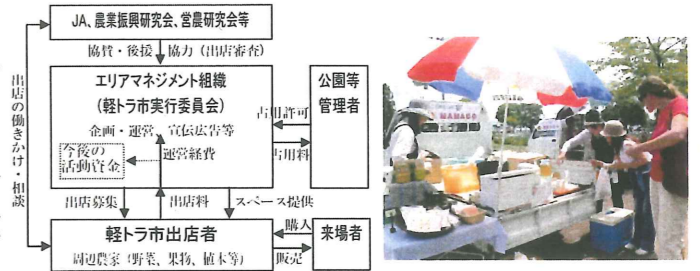 JA、農業振興研究会、営農研究会等
協賛・後援
協力（出店審査）
出店の働きかけ・相談
エリアマネジメント組織
（軽トラ市実行委員会）
企画・運営、宣伝広告等
今後の
活動資金
運営経費
公園等
管理者
占用許可
占用料
出店募集
出店料
スペース提供
軽トラ市出店者
周辺農家（野菜、果物、植木等）
購入
販売
来場者
MAMAGO